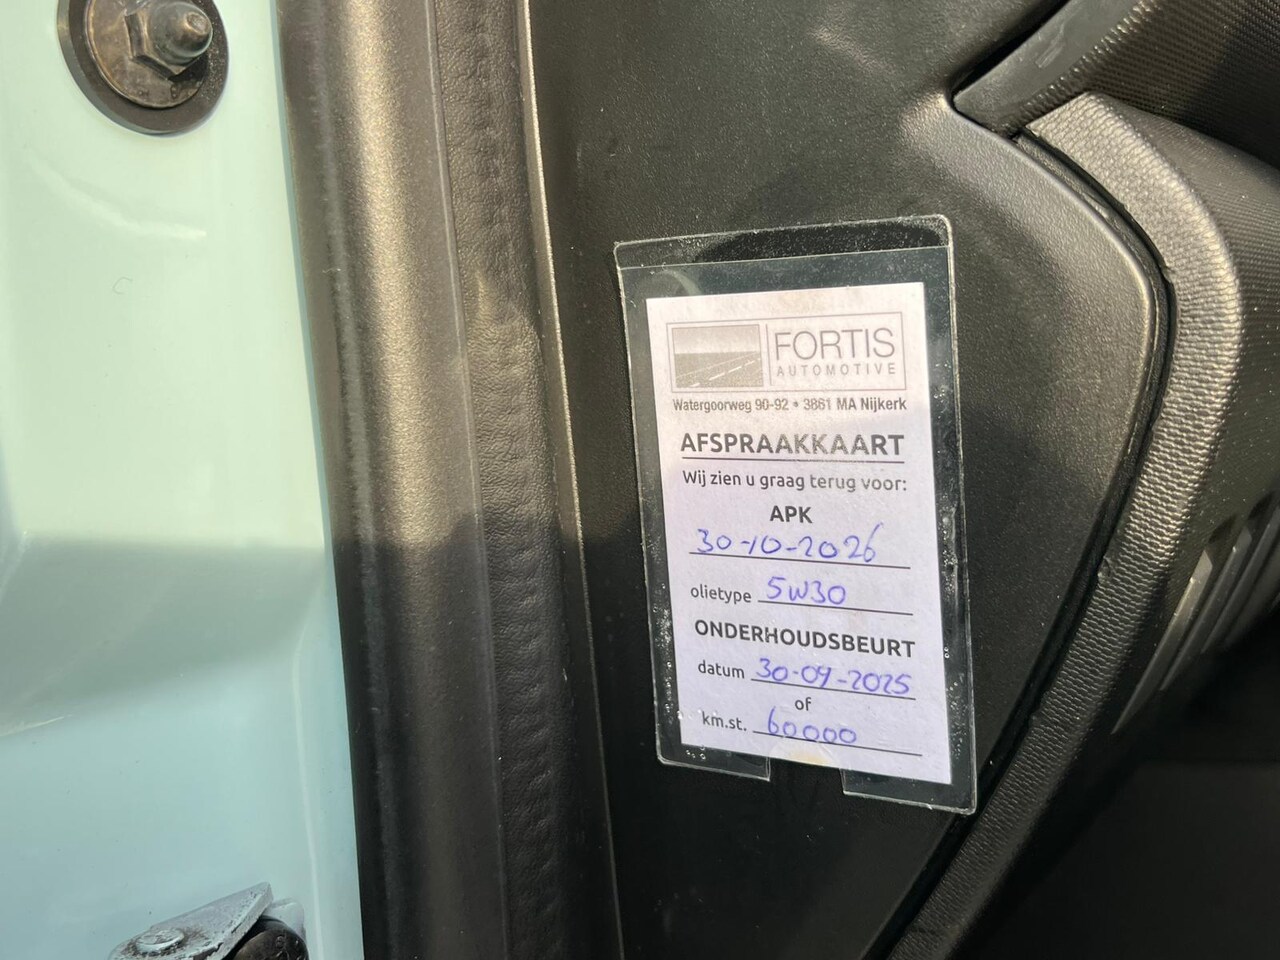 FORTIS
AUTOMOTIVE
Watergoorweg 90-92 • 3861 MA Nijkerk
AFSPRAAKKAART
Wij zien u graag terug voor:
APK
30-10-2026
olietype 5W30
ONDERHOUDSBEURT
datum 30-09-2025
of
km.st. 60000